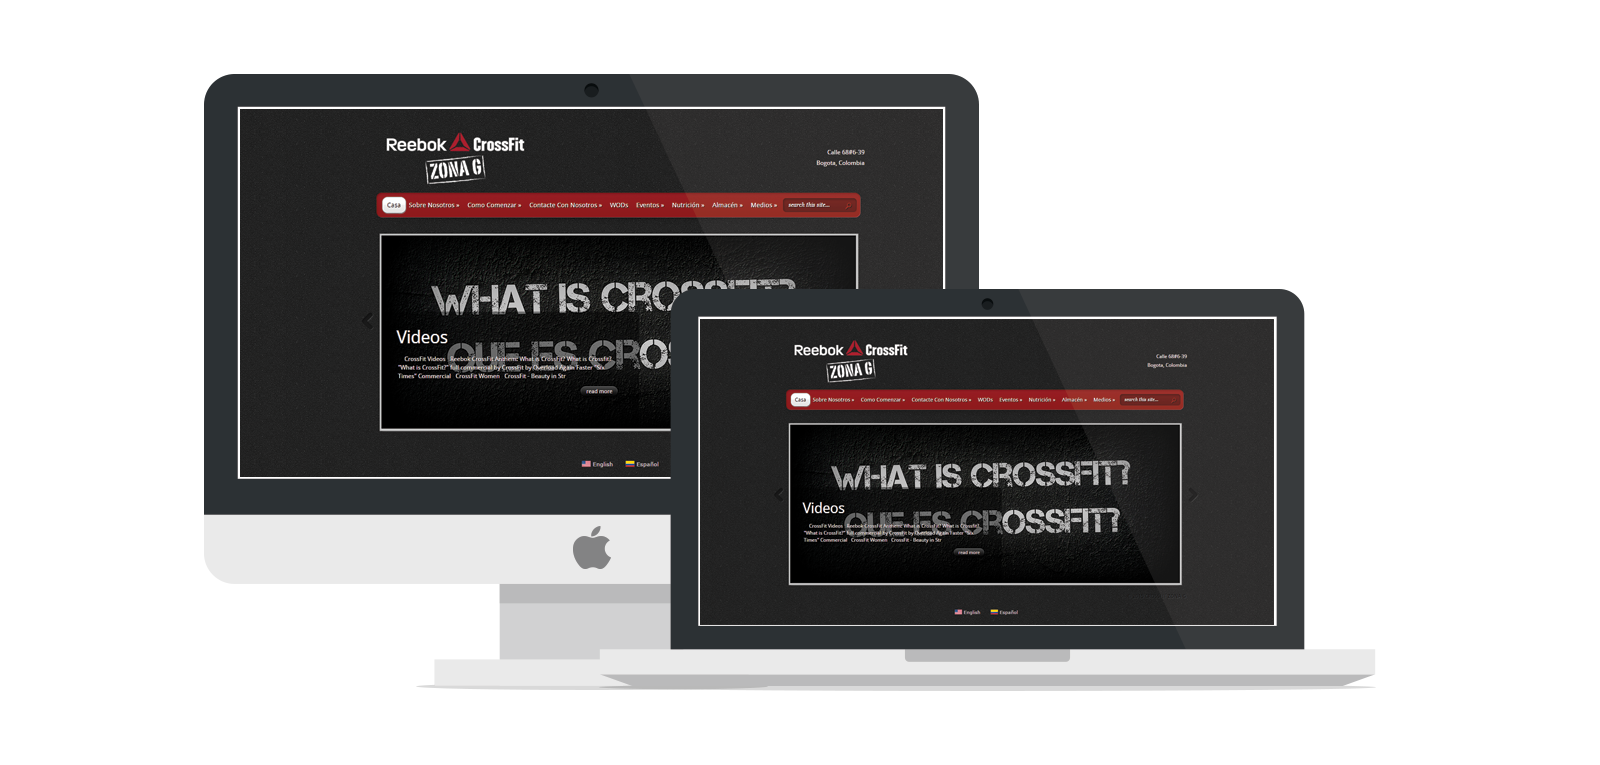 Reebok CrossFit
ZONA G
Calle 68#6-39
Bogota, Colombia
Casa Sobre Nosotros » Como Comenzar » Contacte Con Nosotros » WODs Eventos » Nutrición » Almacén » Medios » search this site...
WHAT IS CROSSFIT?
Videos
QUE ES CRO
CrossFit Videos Reebok CrossFit Anthem: What is CrossFit? What is Crossfit?
"What is CrossFit?" full commercial by CrossFit by Overload Again Faster "Six
Times" Commercial CrossFit Women CrossFit - Beauty in Str
read more
English Español
Reebok CrossFit
ZONA G
Calle 68#6-39
Bogota, Colombia
Casa Sobre Nosotros » Como Comenzar » Contacte Con Nosotros » WODs Eventos » Nutrición » Almacén » Medios » search this site...
WHAT IS CROSSFIT?
Videos
QUE ES CROSSFIT?
CrossFit Videos Reebok CrossFit Anthem: What is CrossFit? What is Crossfit?
"What is CrossFit?" full commercial by CrossFit by Overload Again Faster "Six
Times" Commercial CrossFit Women CrossFit - Beauty in Str
read more
English Español